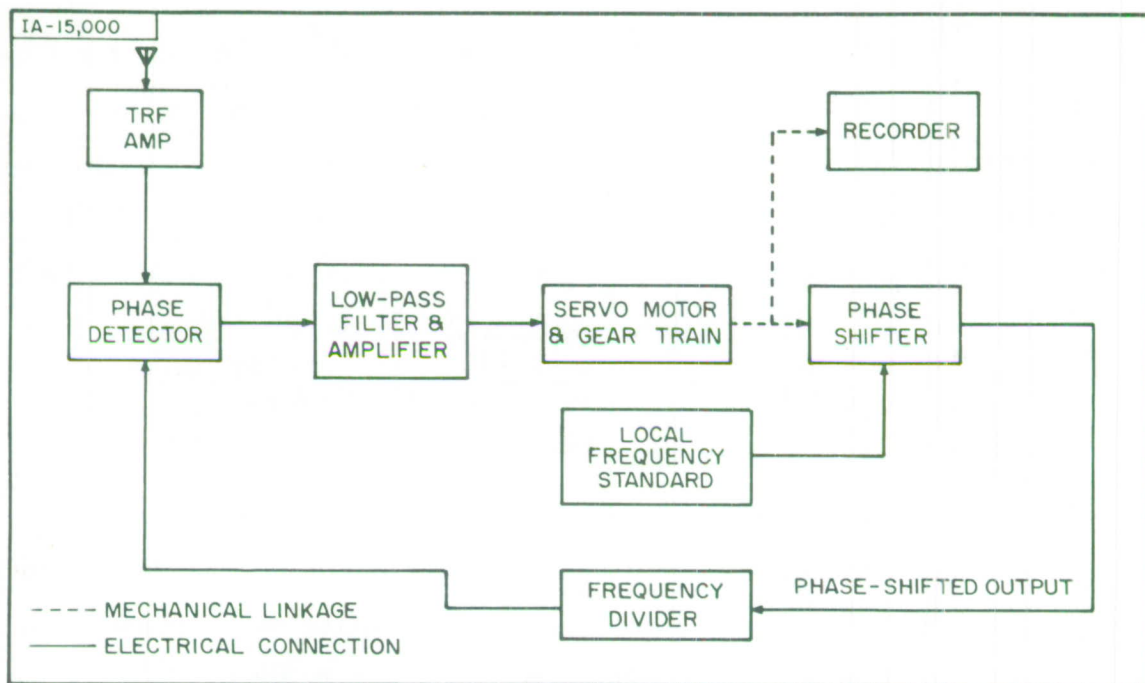 IA-15,000
TRF
AMP
RECORDER
PHASE
DETECTOR
LOW-PASS
FILTER &
AMPLIFIER
SERVO MOTOR
& GEAR TRAIN
PHASE
SHIFTER
LOCAL
FREQUENCY
STANDARD
FREQUENCY
DIVIDER
PHASE-SHIFTED OUTPUT
MECHANICAL LINKAGE
ELECTRICAL CONNECTION